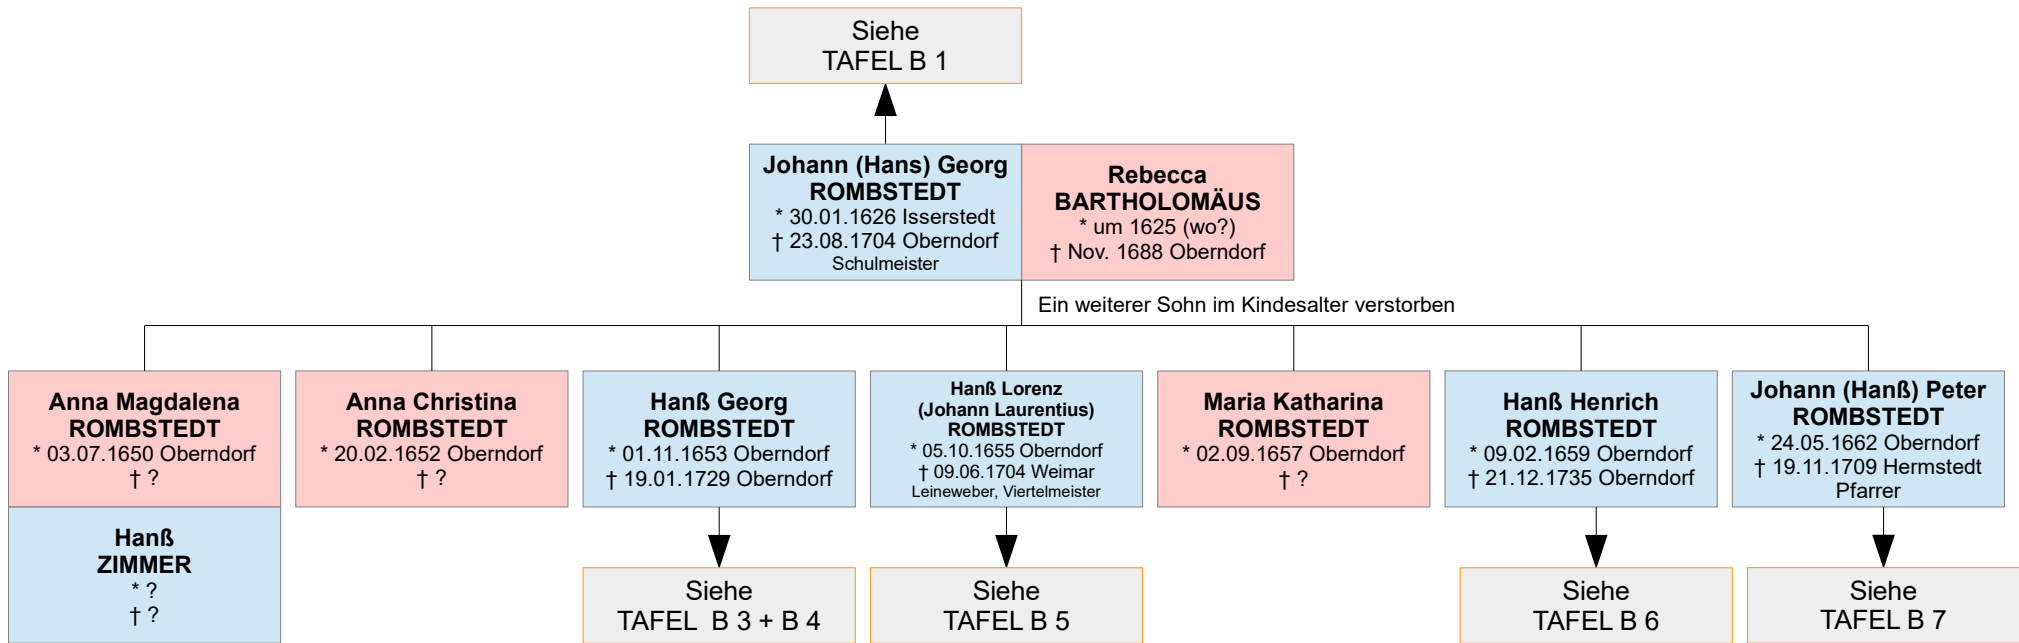 Siehe
TAFEL B 1
Johann (Hans) Georg
ROMBSTEDT
* 30.01.1626 Isserstedt
† 23.08.1704 Oberndorf
Schulmeister
Rebecca
BARTHOLOMÄUS
* um 1625 (wo?)
† Nov. 1688 Oberndorf
Ein weiterer Sohn im Kindesalter verstorben
Anna Magdalena
ROMBSTEDT
* 03.07.1650 Oberndorf
† ?
Hanß
ZIMMER
* ?
† ?
Anna Christina
ROMBSTEDT
* 20.02.1652 Oberndorf
† ?
Hanß Georg
ROMBSTEDT
* 01.11.1653 Oberndorf
† 19.01.1729 Oberndorf
Siehe
TAFEL  B 3 + B 4
Hanß Lorenz
(Johann Laurentius)
ROMBSTEDT
* 05.10.1655 Oberndorf
† 09.06.1704 Weimar
Leineweber, Viertelmeister
Siehe
TAFEL B 5
Maria Katharina
ROMBSTEDT
* 02.09.1657 Oberndorf
† ?
Hanß Henrich
ROMBSTEDT
* 09.02.1659 Oberndorf
† 21.12.1735 Oberndorf
Siehe
TAFEL B 6
Johann (Hanß) Peter
ROMBSTEDT
* 24.05.1662 Oberndorf
† 19.11.1709 Hermstedt
Pfarrer
Siehe
TAFEL B 7